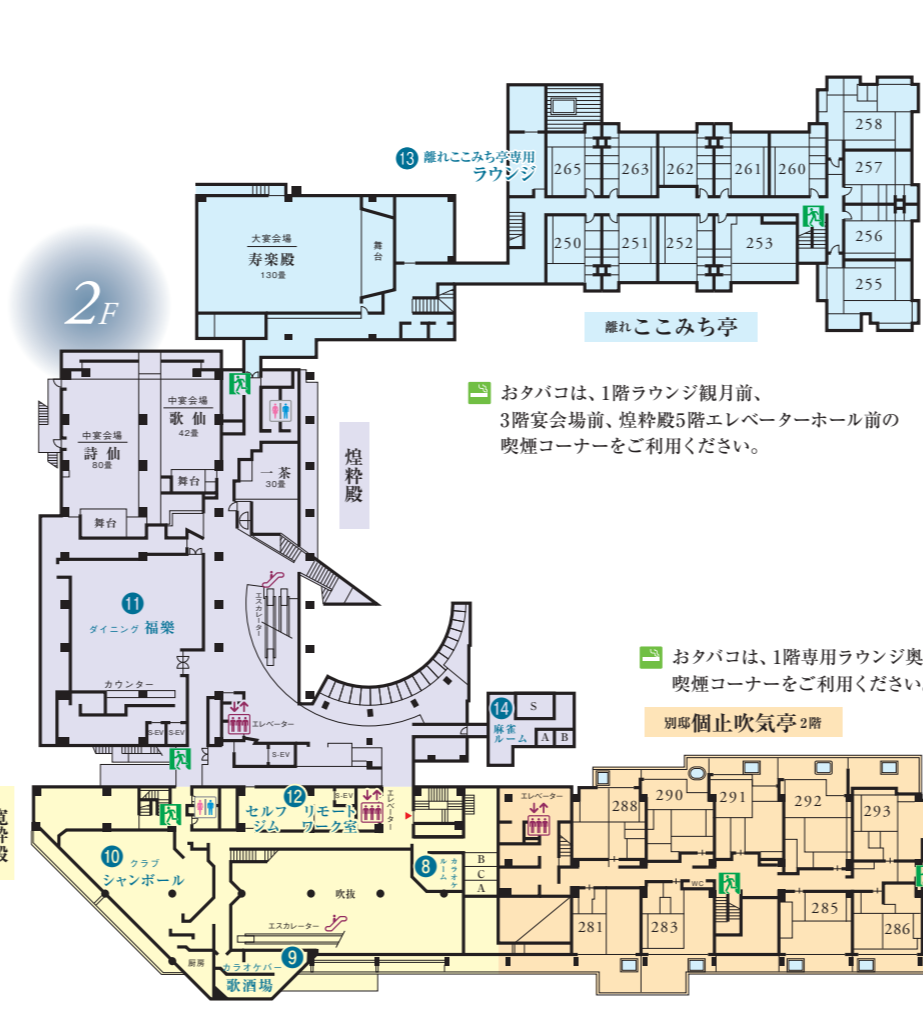 258
13 離れここみち亭専用
ラウンジ
265
263
262
261
260
257
大宴会場
寿楽殿
130畳
舞台
250
251
252
253
256
255
2F
離れ ここみち亭
中宴会場
歌仙
42畳
中宴会場
詩仙
80畳
舞台
舞台
一茶
30畳
煌粋殿
おタバコは、1階ラウンジ観月前、
3階宴会場前、煌粋殿5階エレベーターホール前の
喫煙コーナーをご利用ください。
エスカレーター
11
ダイニング 福樂
カウンター
S-EV
S-EV
エレベーター
S-EV
おタバコは、1階専用ラウンジ奥
喫煙コーナーをご利用ください。
別邸 個止吹気亭 2階
14
麻雀
ルーム
S
A
B
12
セルフ
ジム
リモート
ワーク室
S-EV
エレベーター
エレベーター
288
290
291
292
293
10 クラブ
シャンボール
8
カラオケ
ルーム
B
C
A
吹抜
エスカレーター
WC
281
283
285
286
厨房
9
カラオケバー
歌酒場